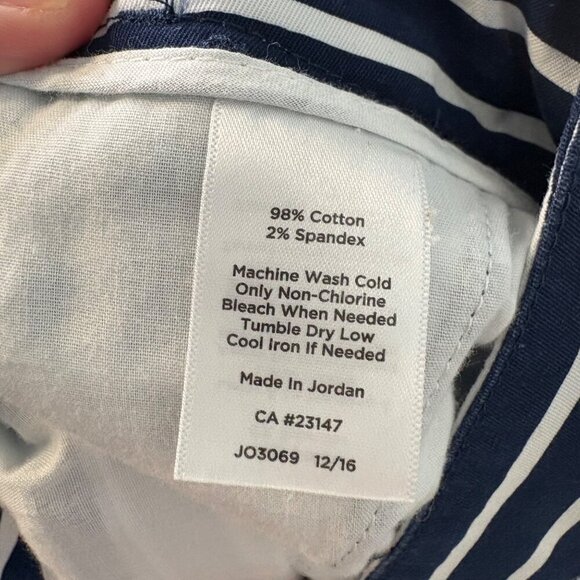 98% Cotton
2% Spandex
Machine Wash Cold
Only Non-Chlorine
Bleach When Needed
Tumble Dry Low
Cool Iron If Needed
Made In Jordan
CA #23147
JO3069 12/16